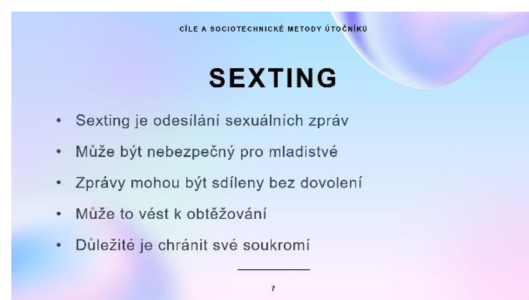 CÍLE A SOCIOTECHNICKÉ METODY ÚTOČNÍKŮ
SEXTING
• Sexting je odesílání sexuálních zpráv
• Může být nebezpečný pro mladistvé
• Zprávy mohou být sdíleny bez dovolení
• Může to vést k obtěžování
• Důležité je chránit své soukromí
7